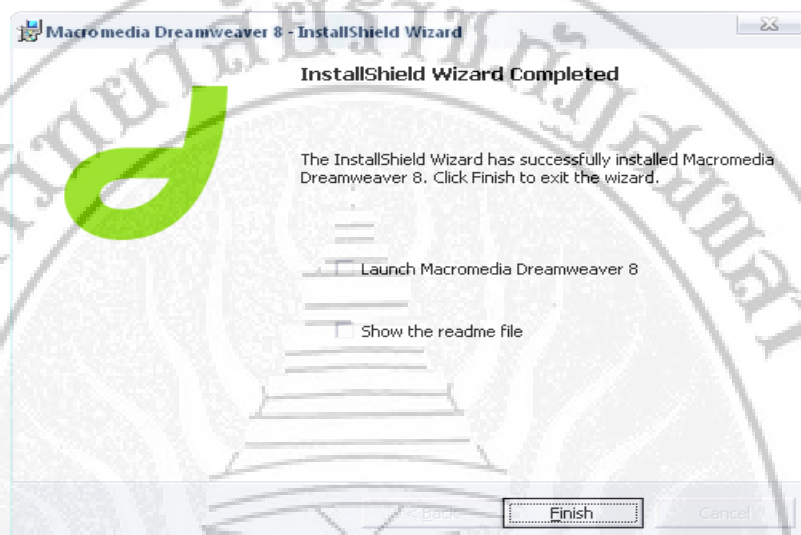 Macromedia Dreamweaver 8 - InstallShield Wizard
InstallShield Wizard Completed
The InstallShield Wizard has successfully installed Macromedia
Dreamweaver 8. Click Finish to exit the wizard.
Launch Macromedia Dreamweaver 8
Show the readme file
< Back
Finish
Cancel